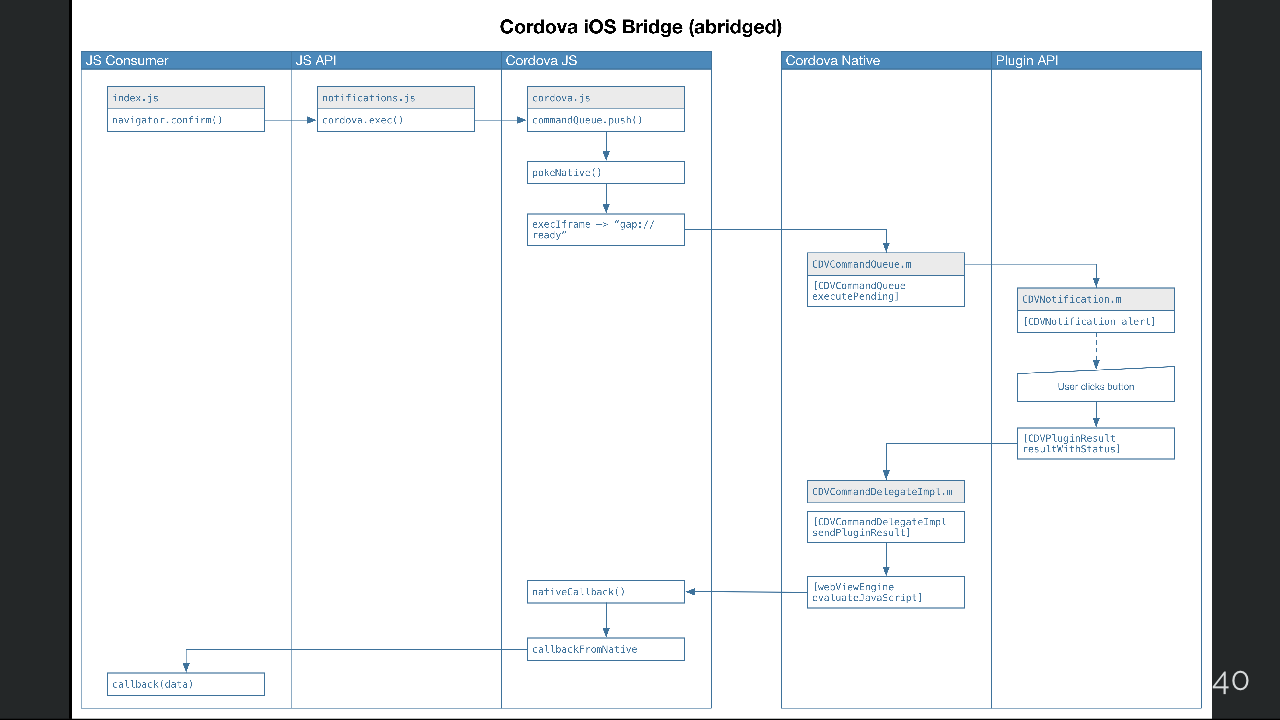 Cordova iOS Bridge (abridged)
JS Consumer
JS API
Cordova JS
Cordova Native
Plugin API
index.js
navigator.confirm()
notifications.js
cordova.exec()
cordova.js
commandQueue.push()
pokeNative()
execIframe —> “gap://
ready”
CDVCommandQueue.m
[CDVCommandQueue
executePending]
CDVNotification.m
[CDVNotification alert]
User clicks button
[CDVPluginResult
resultWithStatus]
CDVCommandDelegateImpl.m
[CDVCommandDelegateImpl
sendPluginResult]
[webViewEngine
evaluateJavaScript]
nativeCallback()
callbackFromNative
callback(data)
40